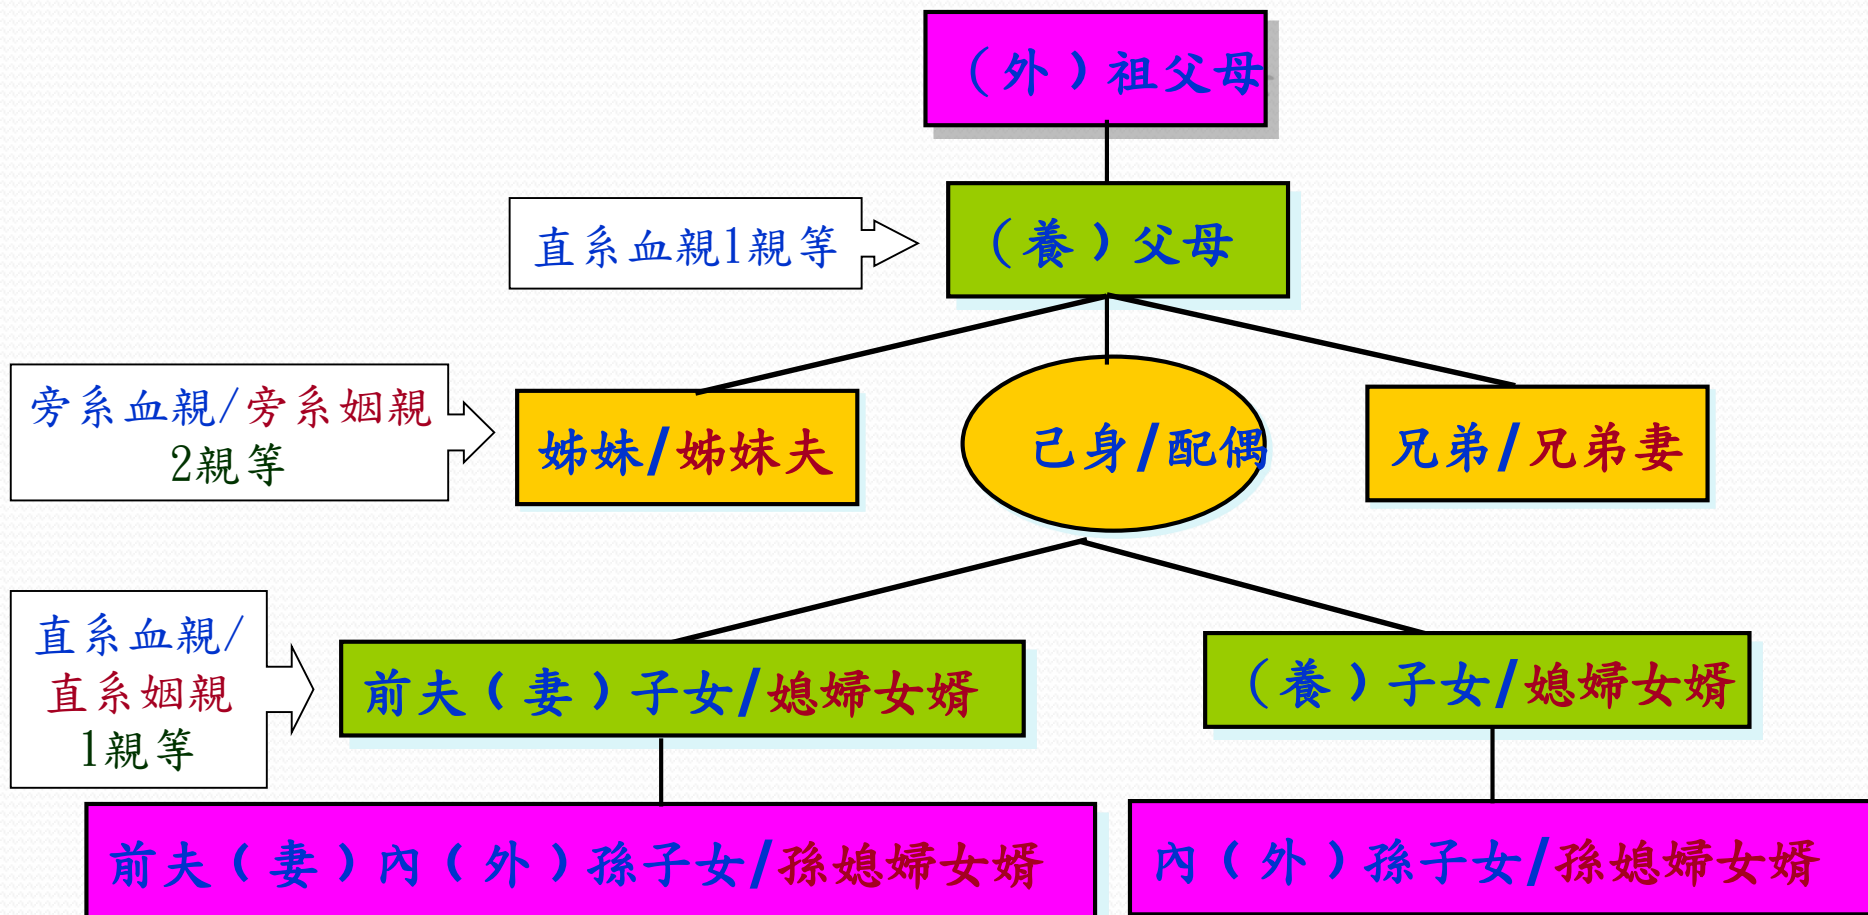 （外）祖父母
直系血親1親等
（養）父母
旁系血親/旁系姻親
2親等
姊妹/姊妹夫
己身/配偶
兄弟/兄弟妻
直系血親/
直系姻親
1親等
前夫（妻）子女/媳婦女婿
（養）子女/媳婦女婿
前夫（妻）內（外）孫子女/孫媳婦女婿
內（外）孫子女/孫媳婦女婿